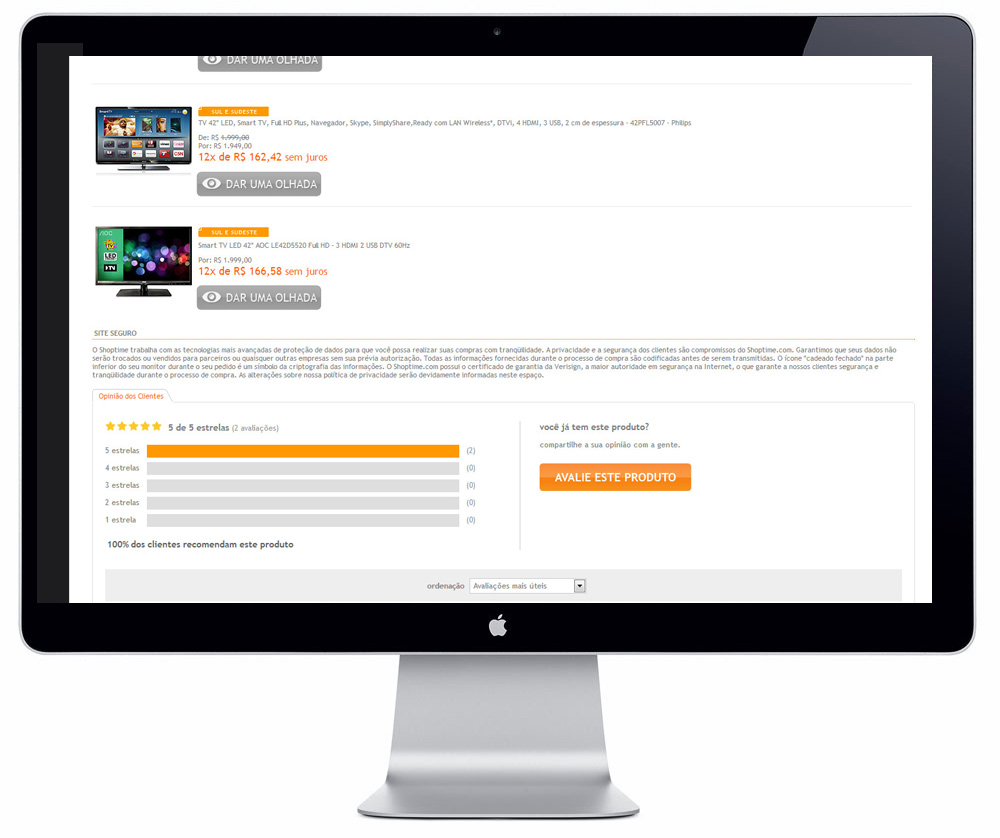 DAR UMA OLHADA
SUL E SUDESTE
TV 42" LED, Smart TV, Full HD Plus, Navegador, Skype, SimplyShare,Ready com LAN Wireless*, DTVi, 4 HDMI, 3 USB, 2 cm de espessura - 42PFL5007 - Philips
De: R$ 1.999,00
Por: R$ 1.949,00
12x de R$ 162,42 sem juros
DAR UMA OLHADA
SUL E SUDESTE
Smart TV LED 42" AOC LE42D5520 Full HD - 3 HDMI 2 USB DTV 60Hz
AOC
LED
Por: R$ 1.999,00
12x de R$ 166,58 sem juros
DAR UMA OLHADA
SITE SEGURO
O Shoptime trabalha com as tecnologias mais avançadas de proteção de dados para que você possa realizar suas compras com tranqüilidade. A privacidade e a segurança dos clientes são compromissos do Shoptime.com. Garantimos que seus dados não
serão trocados ou vendidos para parceiros ou quaisquer outras empresas sem sua prévia autorização. Todas as informações fornecidas durante o processo de compra são codificadas antes de serem transmitidas. O ícone "cadeado fechado" na parte
inferior do seu monitor durante o seu pedido é um símbolo da criptografia das informações. O Shoptime.com possui o certificado de garantia da Verisign, a maior autoridade em segurança na Internet, o que garante a nossos clientes segurança e
tranqüilidade durante o processo de compra. As alterações sobre nossa política de privacidade serão devidamente informadas neste espaço.
Opinião dos Clientes
5 de 5 estrelas (2 avaliações)
5 estrelas (2)
4 estrelas (0)
3 estrelas (0)
2 estrelas (0)
1 estrela (0)
100% dos clientes recomendam este produto
você já tem este produto?
compartilhe a sua opinião com a gente.
AVALIE ESTE PRODUTO
ordenação Avaliações mais úteis